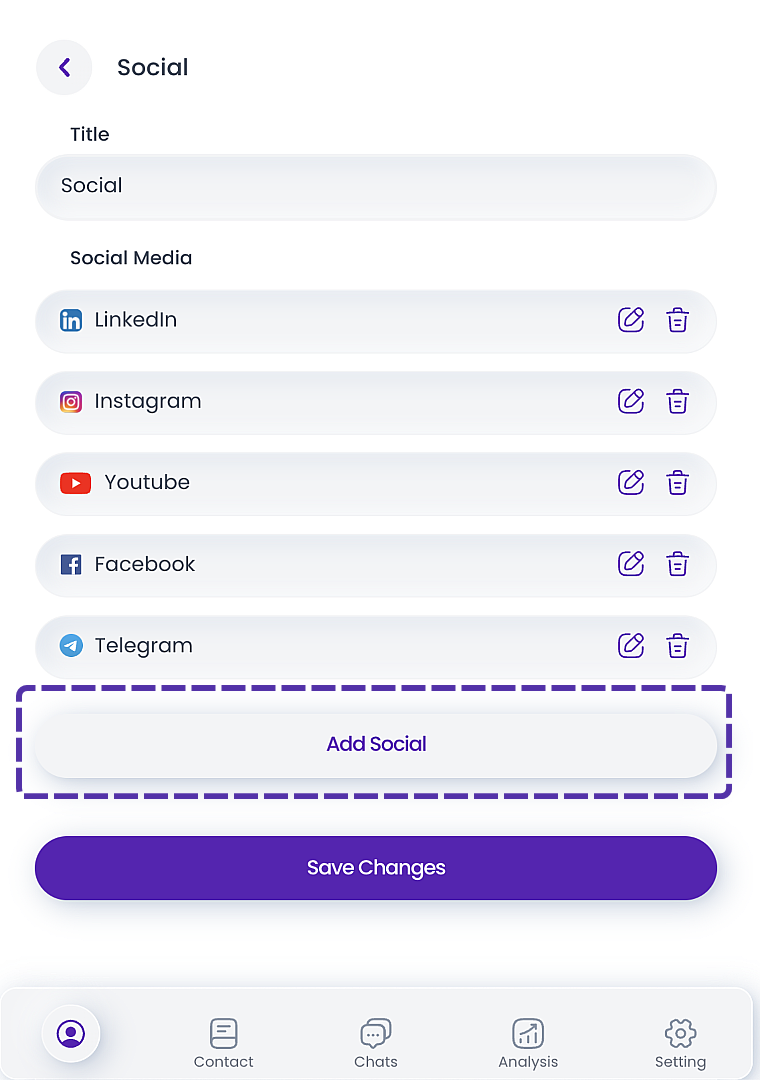 Social
Title
Social
Social Media
LinkedIn
Instagram
Youtube
Facebook
Telegram
Add Social
Save Changes
Contact
Chats
Analysis
Setting